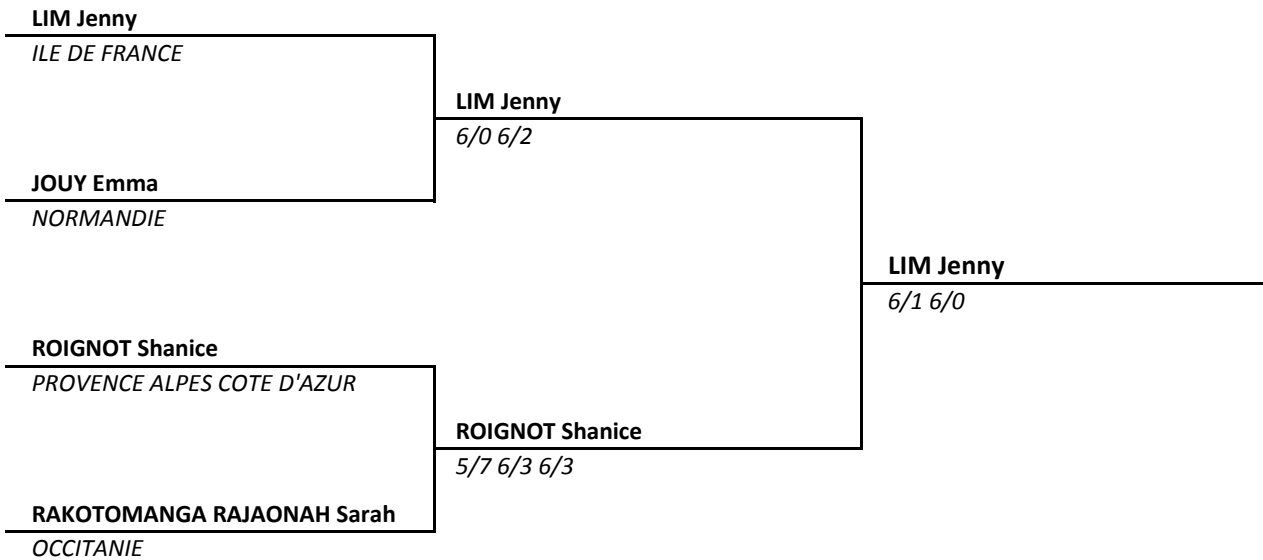 LIM Jenny
ILE DE FRANCE
LIM Jenny
6/0 6/2
JOUY Emma
NORMANDIE
LIM Jenny
6/1 6/0
ROIGNOT Shanice
PROVENCE ALPES COTE D'AZUR
ROIGNOT Shanice
5/7 6/3 6/3
RAKOTOMANGA RAJAONAH Sarah
OCCITANIE